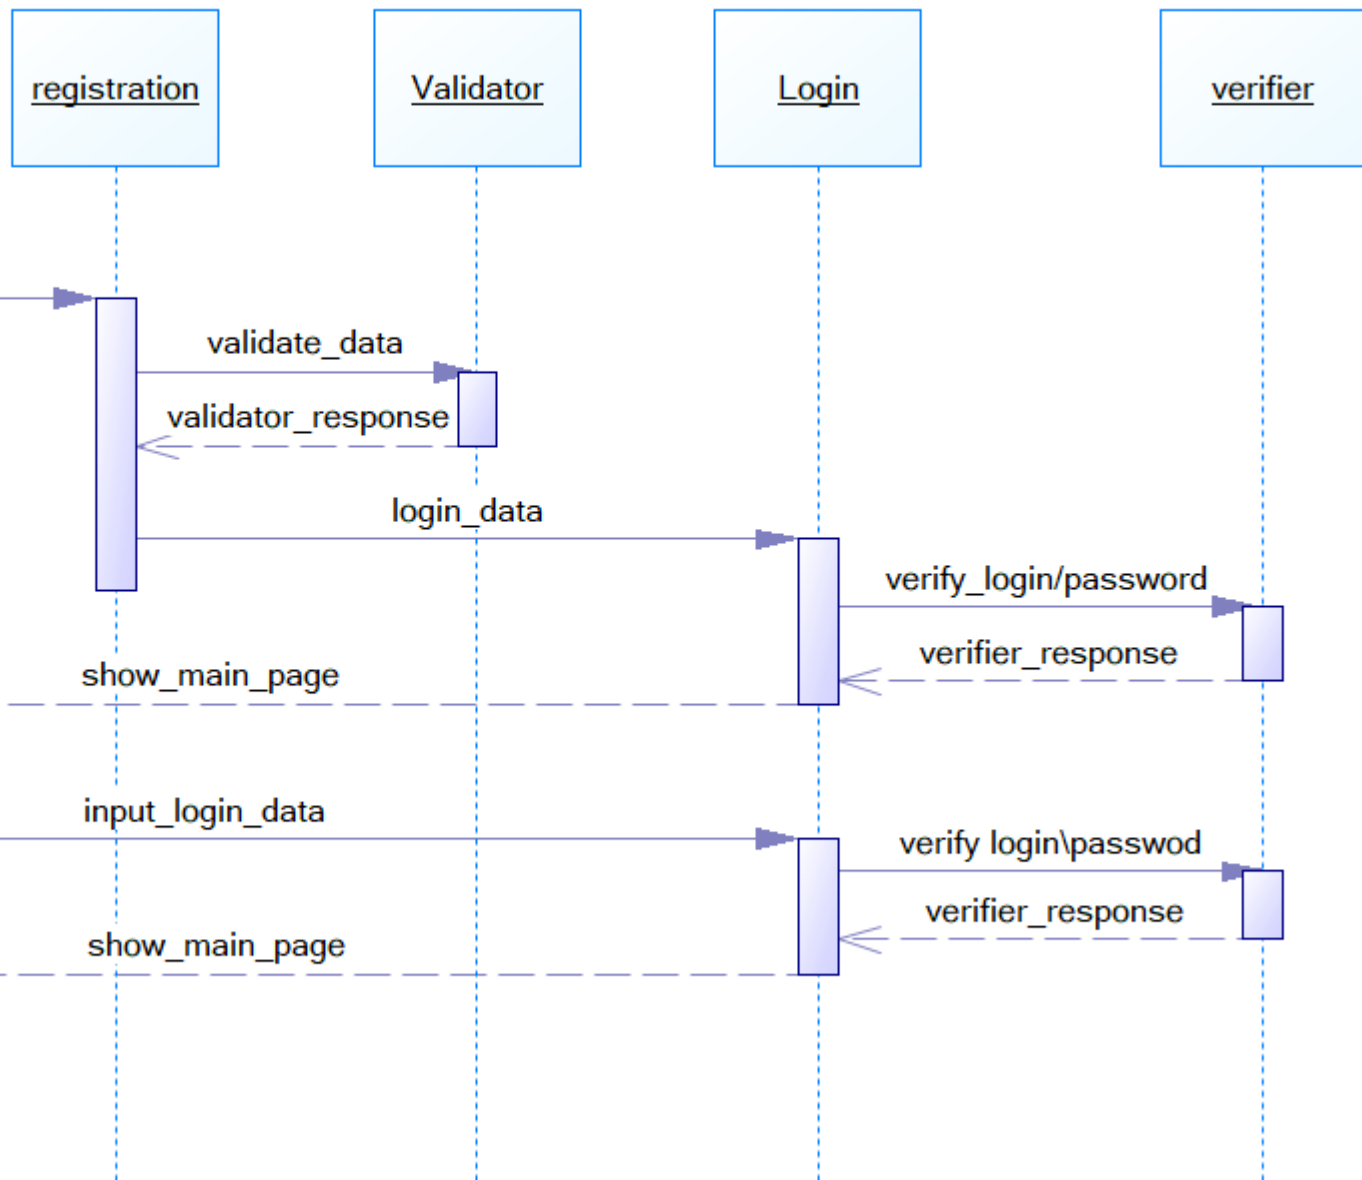 registration
Validator
Login
verifier
validate_data
validator_response
login_data
verify_login/password
verifier_response
show_main_page
input_login_data
verify login\passwod
verifier_response
show_main_page